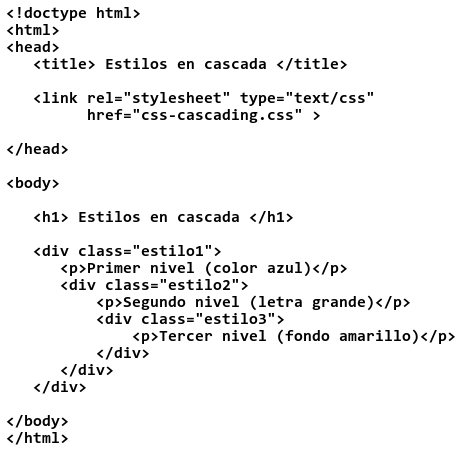 <!doctype html>
<html>
<head>
   <title> Estilos en cascada </title>

   <link rel="stylesheet" type="text/css"
         href="css-cascading.css" >

</head>

<body>

   <h1> Estilos en cascada </h1>

   <div class="estilo1">
      <p>Primer nivel (color azul)</p>
      <div class="estilo2">
          <p>Segundo nivel (letra grande)</p>
          <div class="estilo3">
              <p>Tercer nivel (fondo amarillo)</p>
          </div>
      </div>
   </div>

</body>
</html>